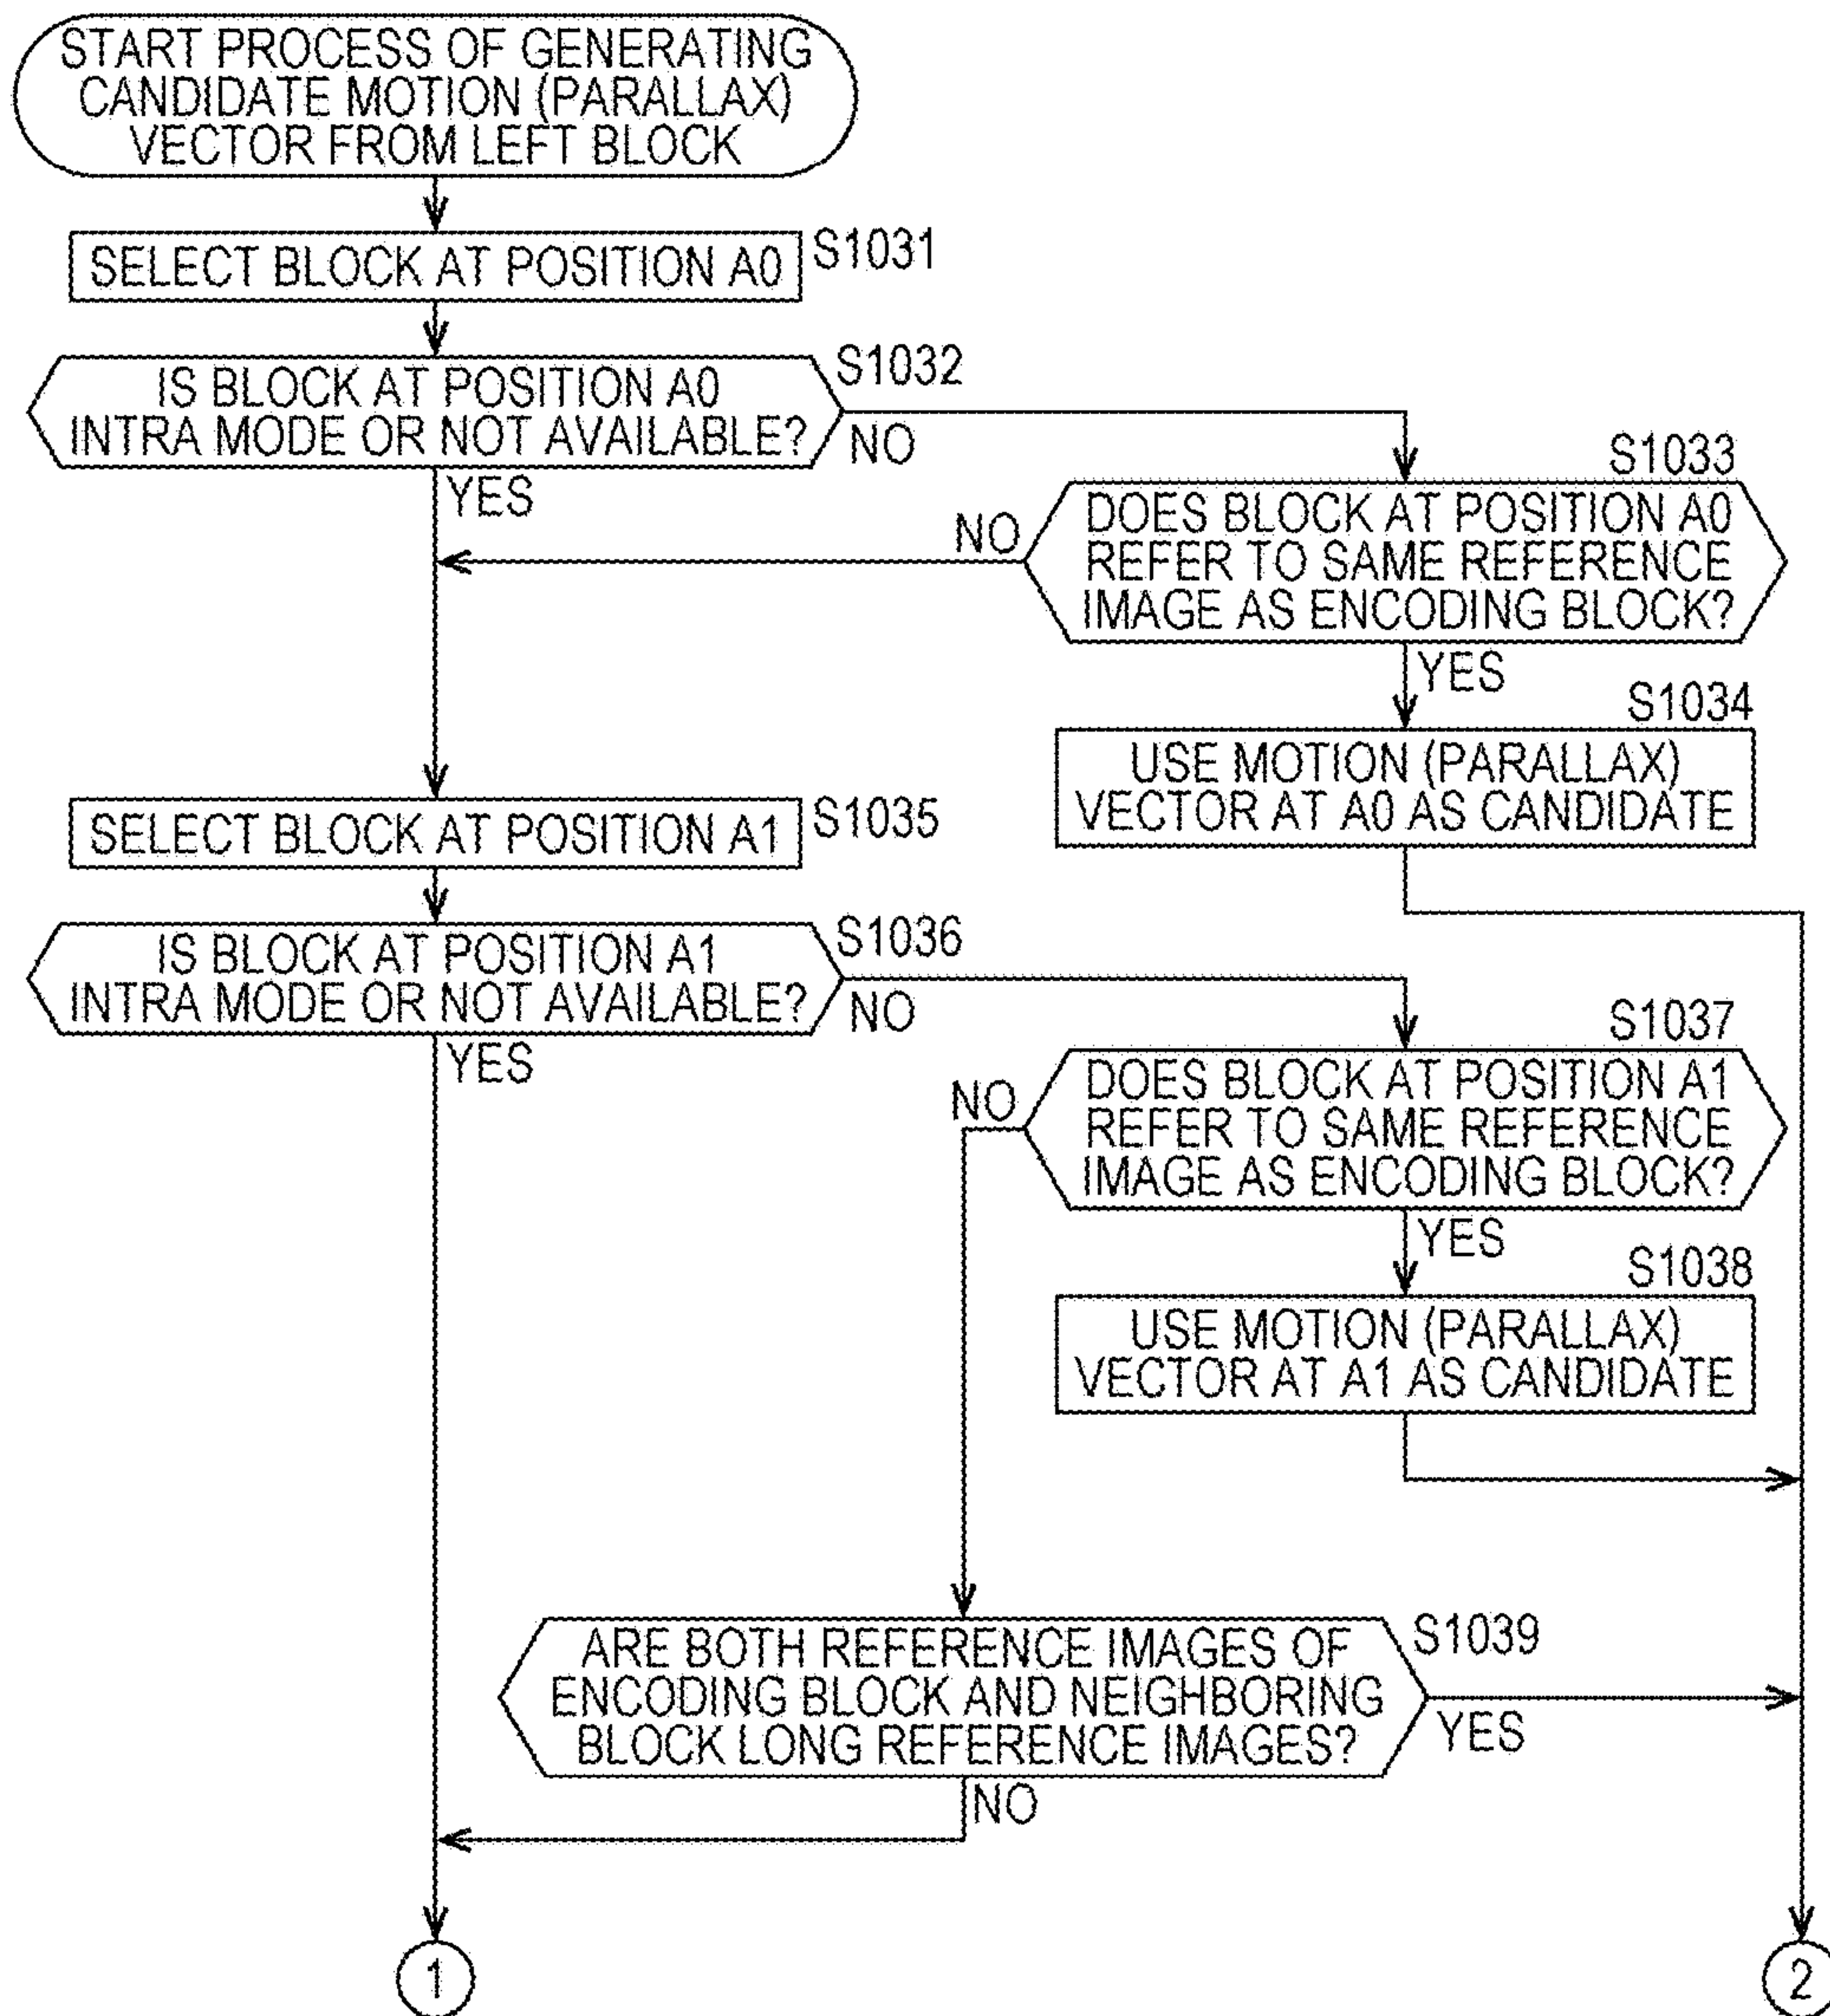 START PROCESS OF GENERATING
CANDIDATE MOTION (PARALLAX)
VECTOR FROM LEFT BLOCK
SELECT BLOCK AT POSITION A0
S1031
IS BLOCK AT POSITION A0
INTRA MODE OR NOT AVAILABLE?
S1032
NO
YES
S1033
DOES BLOCK AT POSITION A0
REFER TO SAME REFERENCE
IMAGE AS ENCODING BLOCK?
NO
YES
S1034
USE MOTION (PARALLAX)
VECTOR AT A0 AS CANDIDATE
SELECT BLOCK AT POSITION A1
S1035
IS BLOCK AT POSITION A1
INTRA MODE OR NOT AVAILABLE?
S1036
NO
YES
S1037
DOES BLOCK AT POSITION A1
REFER TO SAME REFERENCE
IMAGE AS ENCODING BLOCK?
NO
YES
S1038
USE MOTION (PARALLAX)
VECTOR AT A1 AS CANDIDATE
ARE BOTH REFERENCE IMAGES OF
ENCODING BLOCK AND NEIGHBORING
BLOCK LONG REFERENCE IMAGES?
S1039
YES
NO
1
2